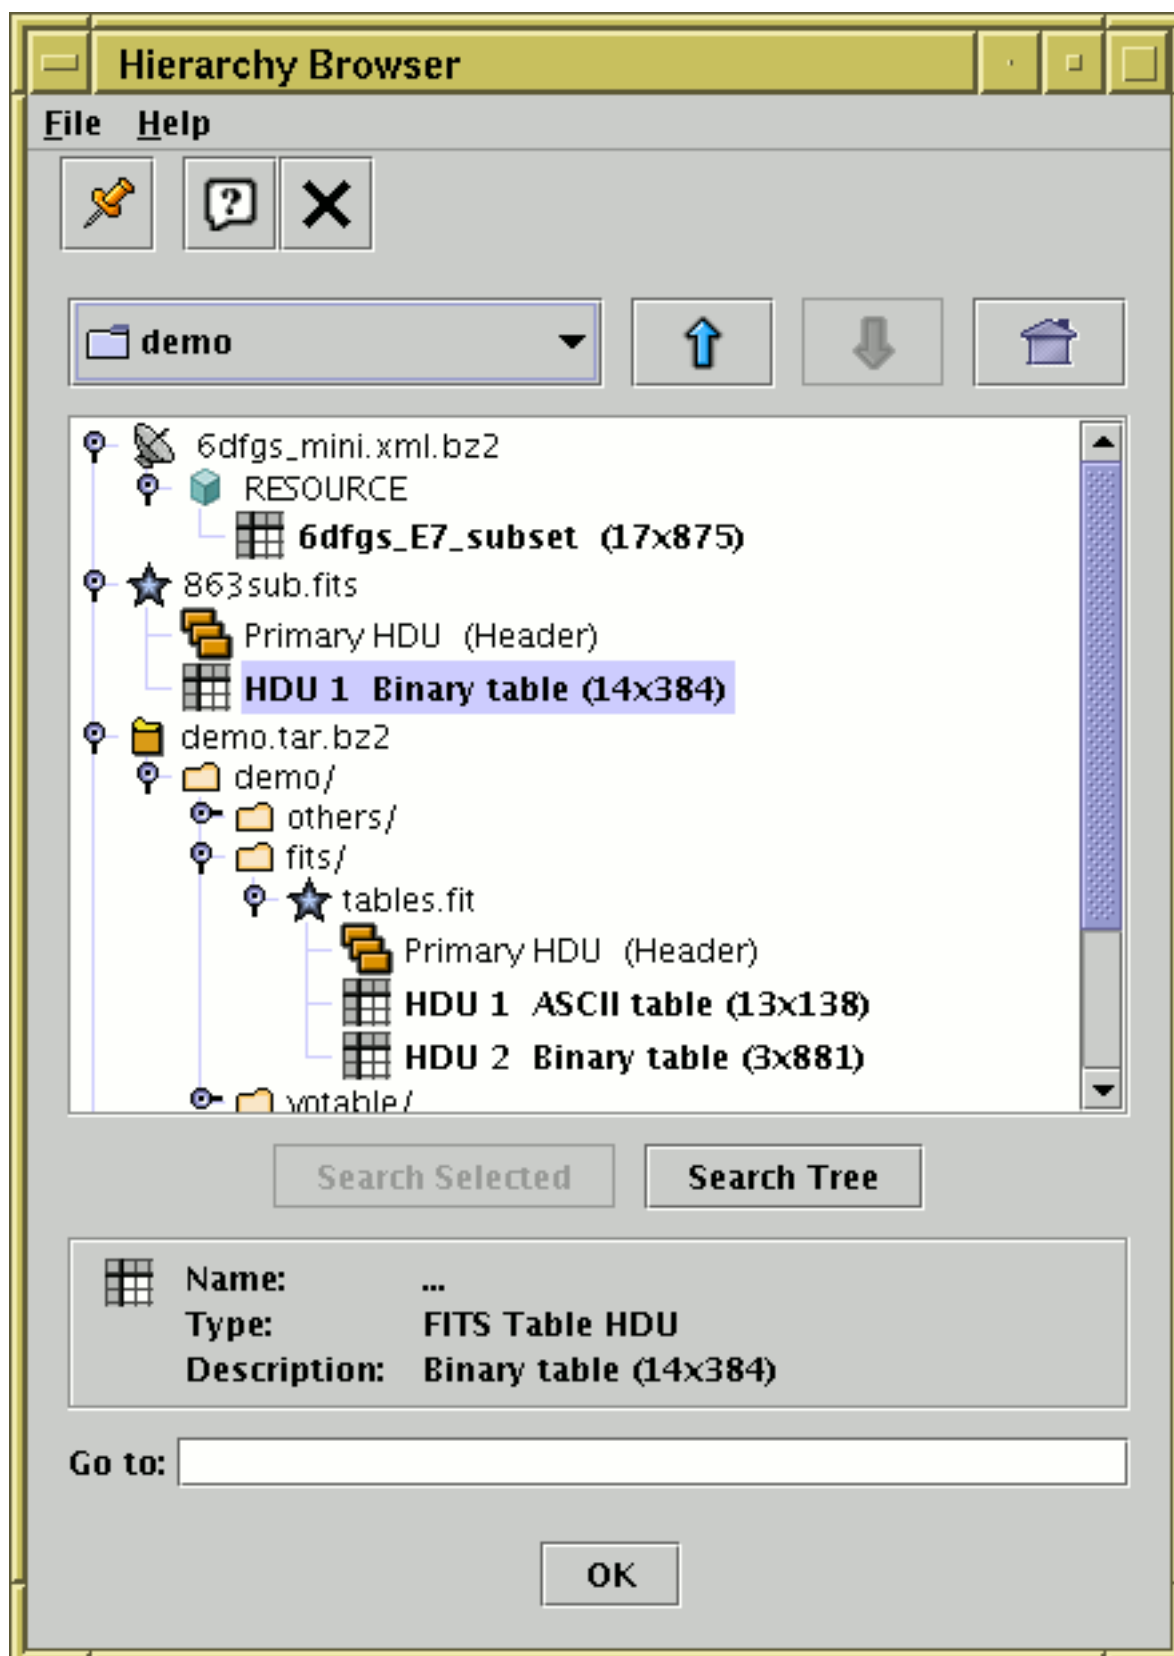 Hierarchy Browser
File Help
demo
6dfgs_mini.xml.bz2
RESOURCE
6dfgs_E7_subset (17x875)
863sub.fits
Primary HDU (Header)
HDU 1 Binary table (14x384)
demo.tar.bz2
demo/
others/
fits/
tables.fit
Primary HDU (Header)
HDU 1 ASCII table (13x138)
HDU 2 Binary table (3x881)
votable/
Search Selected Search Tree
Name: ...
Type: FITS Table HDU
Description: Binary table (14x384)
Go to:
OK